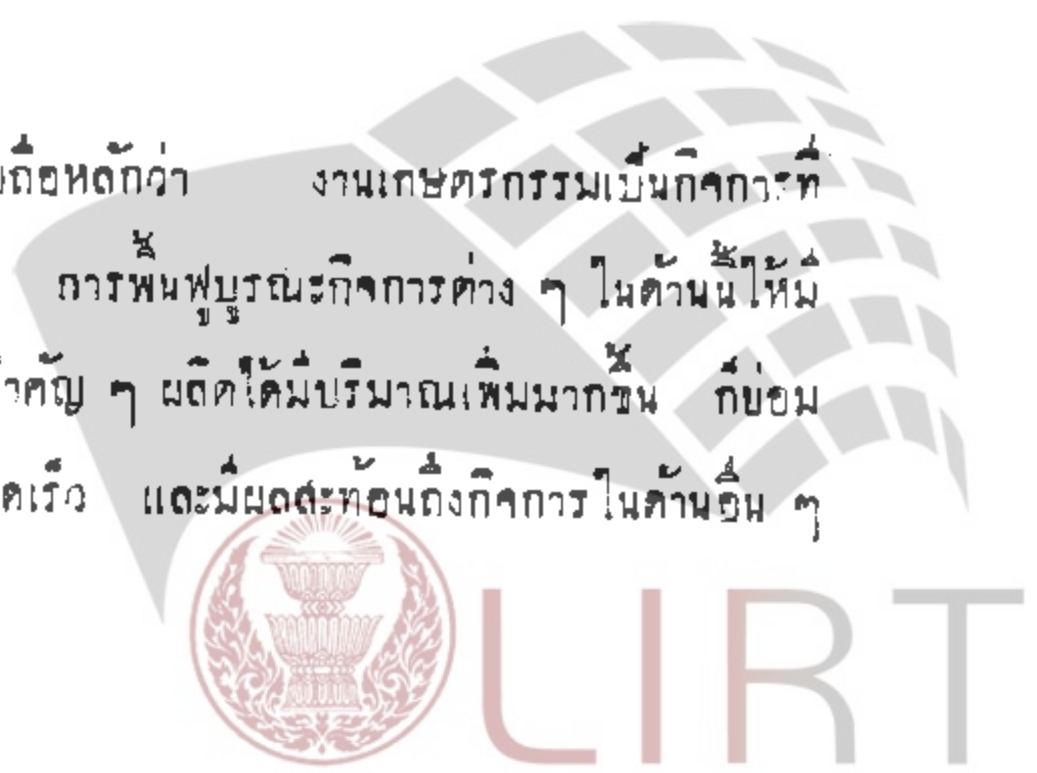 ยถือหลักว่า งานเกษตรกรรมเป็นกิจการที่
การฟื้นฟูบูรณะกิจการต่าง ๆ ในด้านนี้ให้มี
าคัญ ๆ ผลิตได้มีปริมาณเพิ่มมากขึ้น ก็ย่อม
ดเร็ว และมีผลสะท้อนถึงกิจการในด้านอื่น ๆ
LIRT